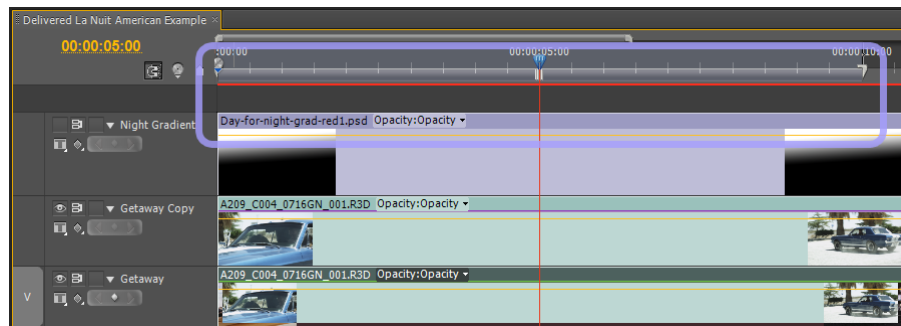 Delivered La Nuit American Example ×
00:00:05:00
:00:00 00:00:05:00 00:00:10:00
Night Gradient
Day-for-night-grad-red1.psd Opacity:Opacity
Getaway Copy
A209_C004_0716GN_001.R3D Opacity:Opacity
V
Getaway
A209_C004_0716GN_001.R3D Opacity:Opacity